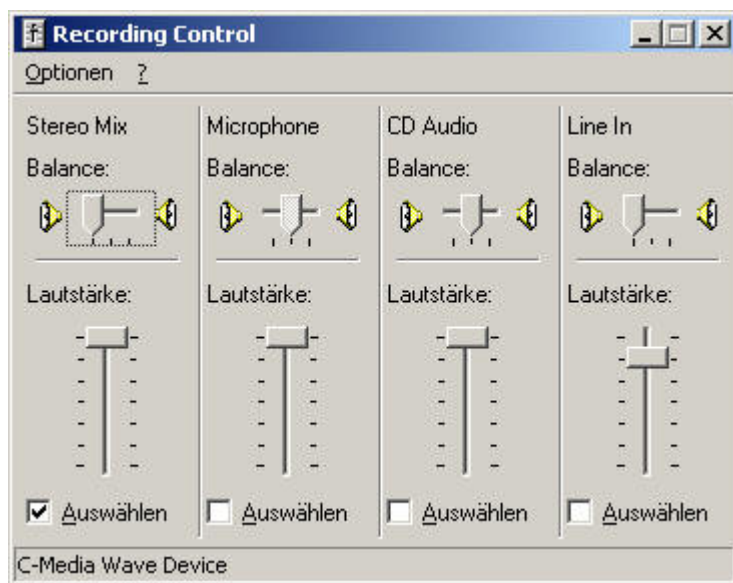 Recording Control
Optionen ?
Stereo Mix Microphone CD Audio Line In
Balance: Balance: Balance: Balance:
Lautstärke: Lautstärke: Lautstärke: Lautstärke:
Auswählen Auswählen Auswählen Auswählen
C-Media Wave Device